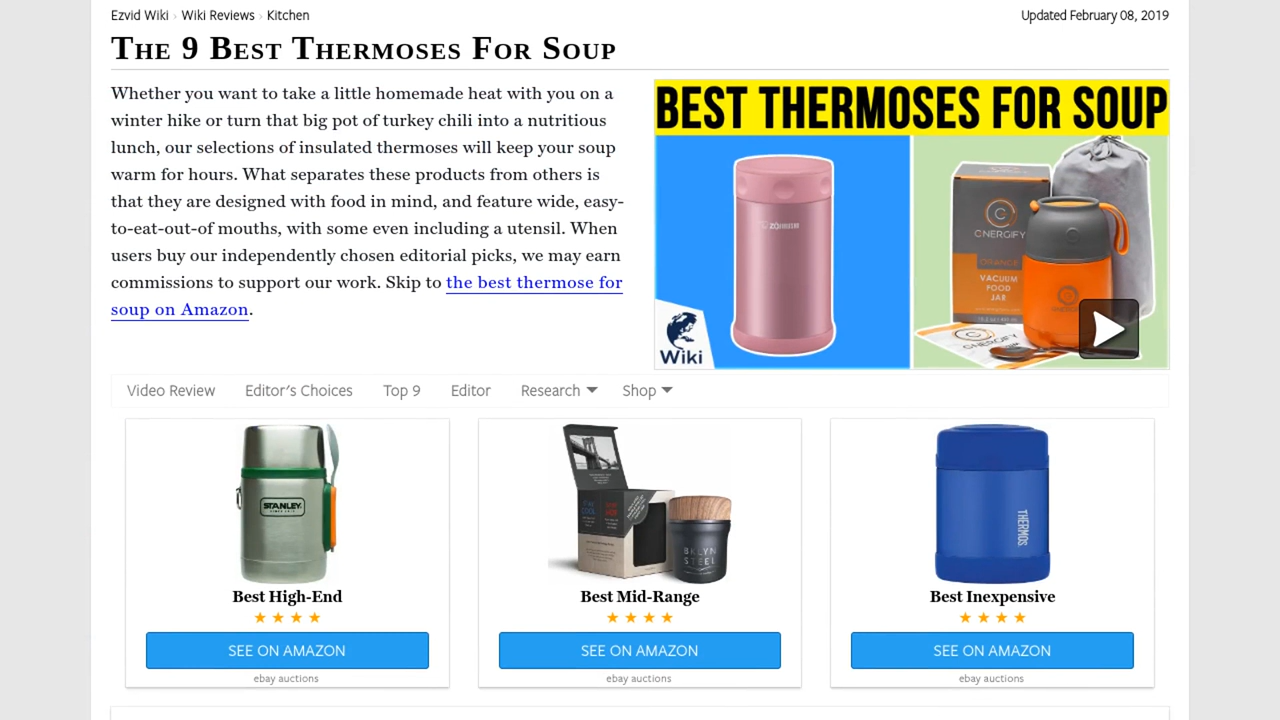 Ezvid Wiki › Wiki Reviews › Kitchen
Updated February 08, 2019
The 9 Best Thermoses For Soup
Whether you want to take a little homemade heat with you on a
winter hike or turn that big pot of turkey chili into a nutritious
lunch, our selections of insulated thermoses will keep your soup
warm for hours. What separates these products from others is
that they are designed with food in mind, and feature wide, easy-
to-eat-out-of mouths, with some even including a utensil. When
users buy our independently chosen editorial picks, we may earn
commissions to support our work. Skip to the best thermose for
soup on Amazon.
BEST THERMOSES FOR SOUP
ZOJIRUSHI
C
CNERGIFY
ORANGE
VACUUM
FOOD
JAR
CNERGIFY
Wiki
Video Review
Editor's Choices
Top 9
Editor
Research
Shop
STANLEY
BKLYN
STEEL
THERMOS
Best High-End
Best Mid-Range
Best Inexpensive
SEE ON AMAZON
SEE ON AMAZON
SEE ON AMAZON
ebay auctions
ebay auctions
ebay auctions